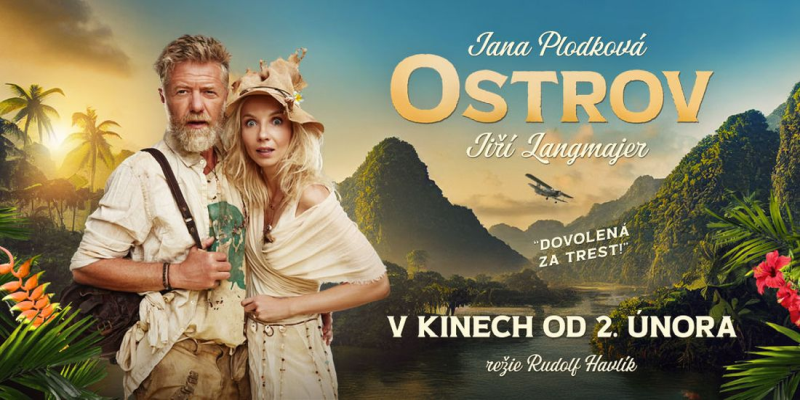 Jana Plodková
OSTROV
Jiří Langmajer
"DOVOLENÁ
ZA TREST!"
V KINECH OD 2. ÚNORA
režie Rudolf Havlík